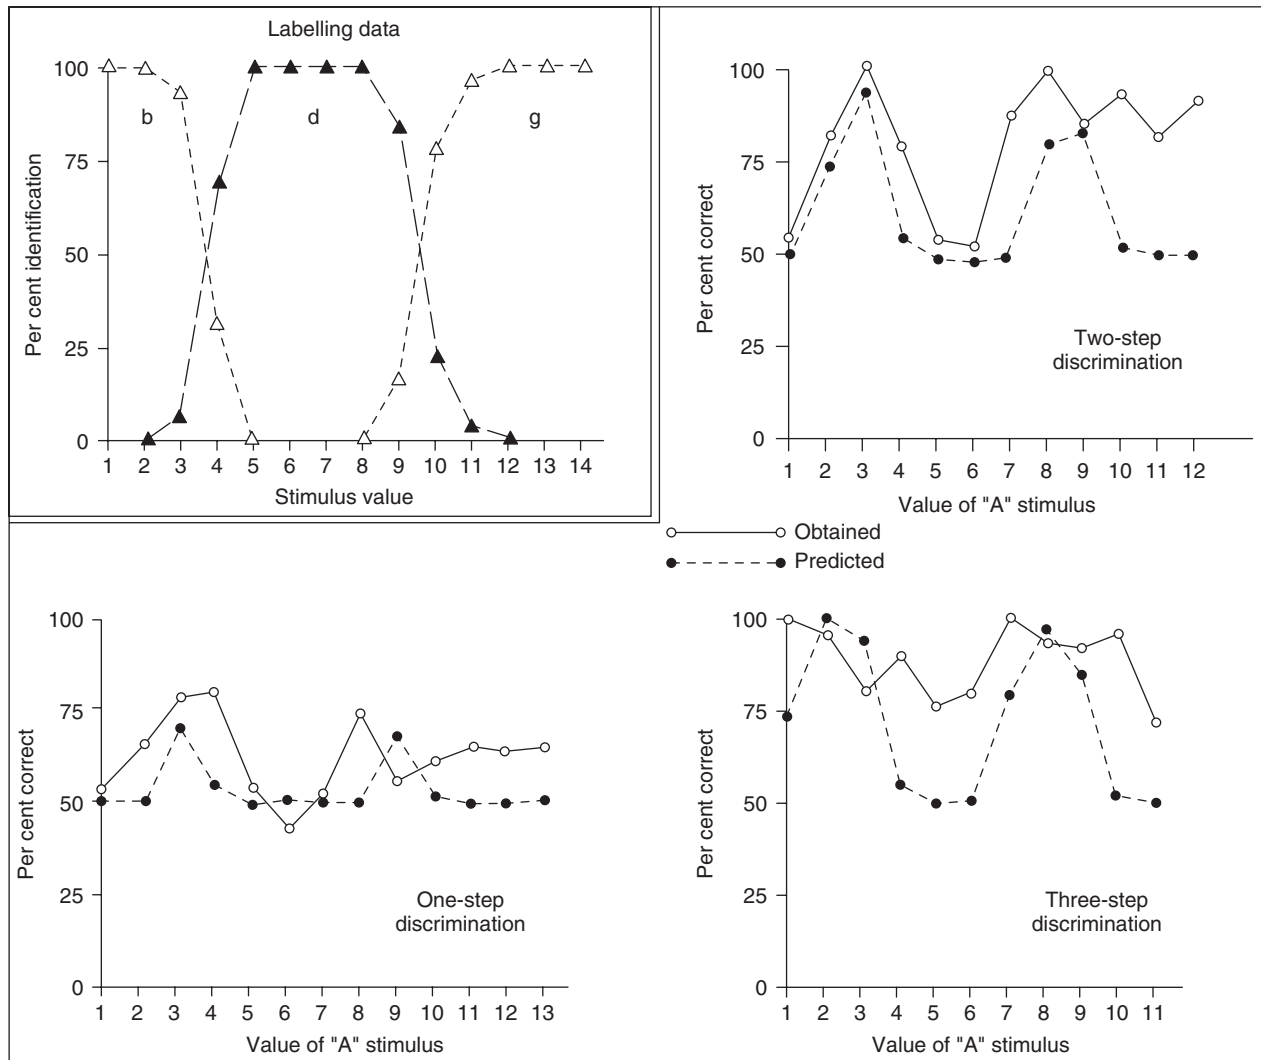 Labelling data
Per cent identification
100
75
50
25
0
b
d
g
1 2 3 4 5 6 7 8 9 10 11 12 13 14
Stimulus value
Per cent correct
100
75
50
25
0
Two-step
discrimination
1 2 3 4 5 6 7 8 9 10 11 12
Value of "A" stimulus
Obtained
Predicted
Per cent correct
100
75
50
25
0
One-step
discrimination
1 2 3 4 5 6 7 8 9 10 11 12 13
Value of "A" stimulus
Per cent correct
100
75
50
25
0
Three-step
discrimination
1 2 3 4 5 6 7 8 9 10 11
Value of "A" stimulus